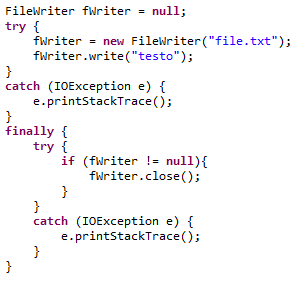 FileWriter fWriter = null;
try {
    fWriter = new FileWriter("file.txt");
    fWriter.write("testo");
}
catch (IOException e) {
    e.printStackTrace();
}
finally {
    try {
        if (fWriter != null){
            fWriter.close();
        }
    }
    catch (IOException e) {
        e.printStackTrace();
    }
}